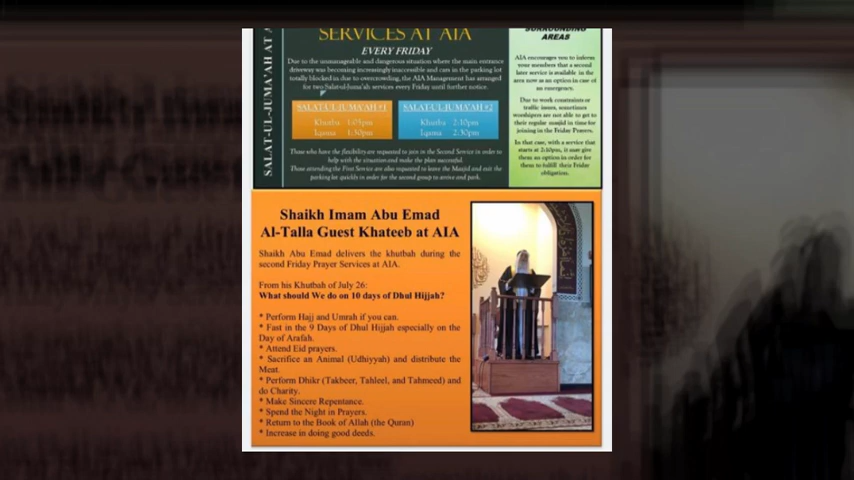 SALAT-UL-JUMA'AH AT A
SERVICES AT AIA
EVERY FRIDAY
Due to the unmanageable and dangerous situation where the main entrance
driveway was becoming increasingly inaccessible and cars in the parking lot
totally blocked in due to overcrowding, the AIA Management has arranged
for two Salatul-Juma'ah services every Friday until further notice.
SALAT-UL-JUMA'AH #1
Khutba 1:05pm
Iqama 1:30pm
SALAT-UL-JUMA'AH #2
Khutba 2:10pm
Iqama 2:30pm
Those who have the flexibility are requested to join in the Second Service in order to
help with the situation and make the plan successful.
Those attending the First Service are also requested to leave the Masjid and exit the
parking lot quickly in order for the second group to arrive and park.
SURROUNDING
AREAS
AIA encourages you to inform
your members that a second
later service is available in the
area now as an option in case of
an emergency.
Due to work constraints or
traffic issues, sometimes
worshipers are not able to get to
their regular masjid in time for
joining in the Friday Prayers.
In that case, with a service that
starts at 2:10pm, it may give
them an option in order for
them to fulfill their Friday
obligation.
Shaikh Imam Abu Emad
Al-Talla Guest Khateeb at AIA
Shaikh Abu Emad delivers the khutbah during the
second Friday Prayer Services at AIA.
From his Khutbah of July 26:
What should We do on 10 days of Dhul Hijjah?
* Perform Hajj and Umrah if you can.
* Fast in the 9 Days of Dhul Hijjah especially on the
Day of Arafah.
* Attend Eid prayers.
* Sacrifice an Animal (Udhiyyah) and distribute the
Meat.
* Perform Dhikr (Takbeer, Tahleel, and Tahmeed) and
do Charity.
* Make Sincere Repentance.
* Spend the Night in Prayers.
* Return to the Book of Allah (the Quran)
* Increase in doing good deeds.